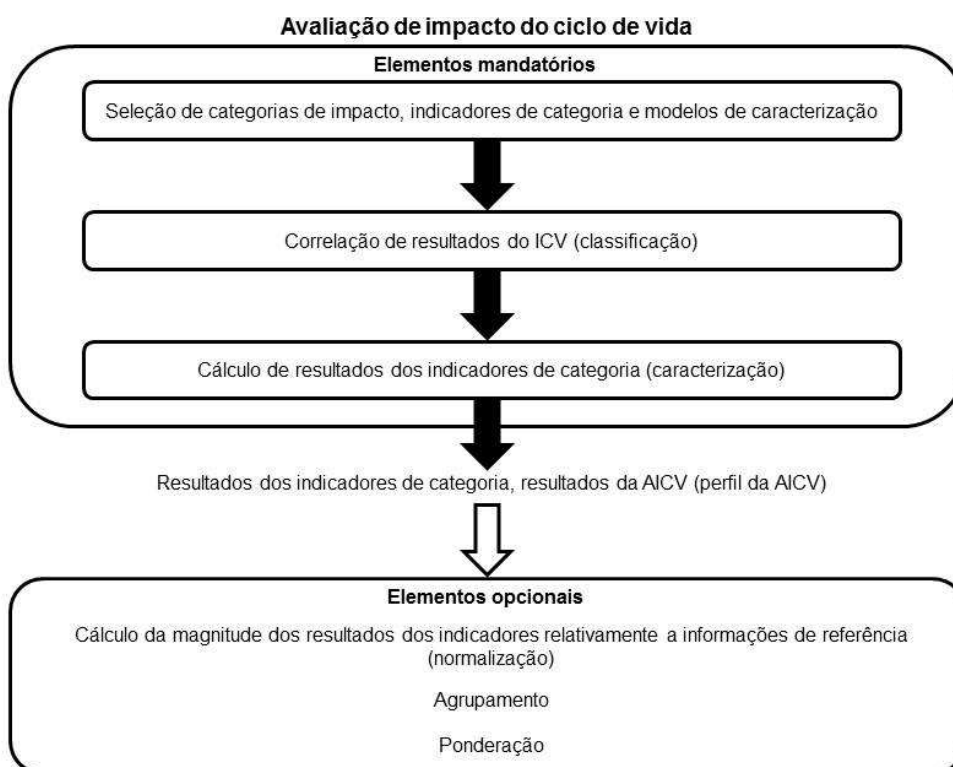 Avaliação de impacto do ciclo de vida
Elementos mandatórios
Seleção de categorias de impacto, indicadores de categoria e modelos de caracterização
Correlação de resultados do ICV (classificação)
Cálculo de resultados dos indicadores de categoria (caracterização)
Resultados dos indicadores de categoria, resultados da AICV (perfil da AICV)
Elementos opcionais
Cálculo da magnitude dos resultados dos indicadores relativamente a informações de referência
(normalização)
Agrupamento
Ponderação